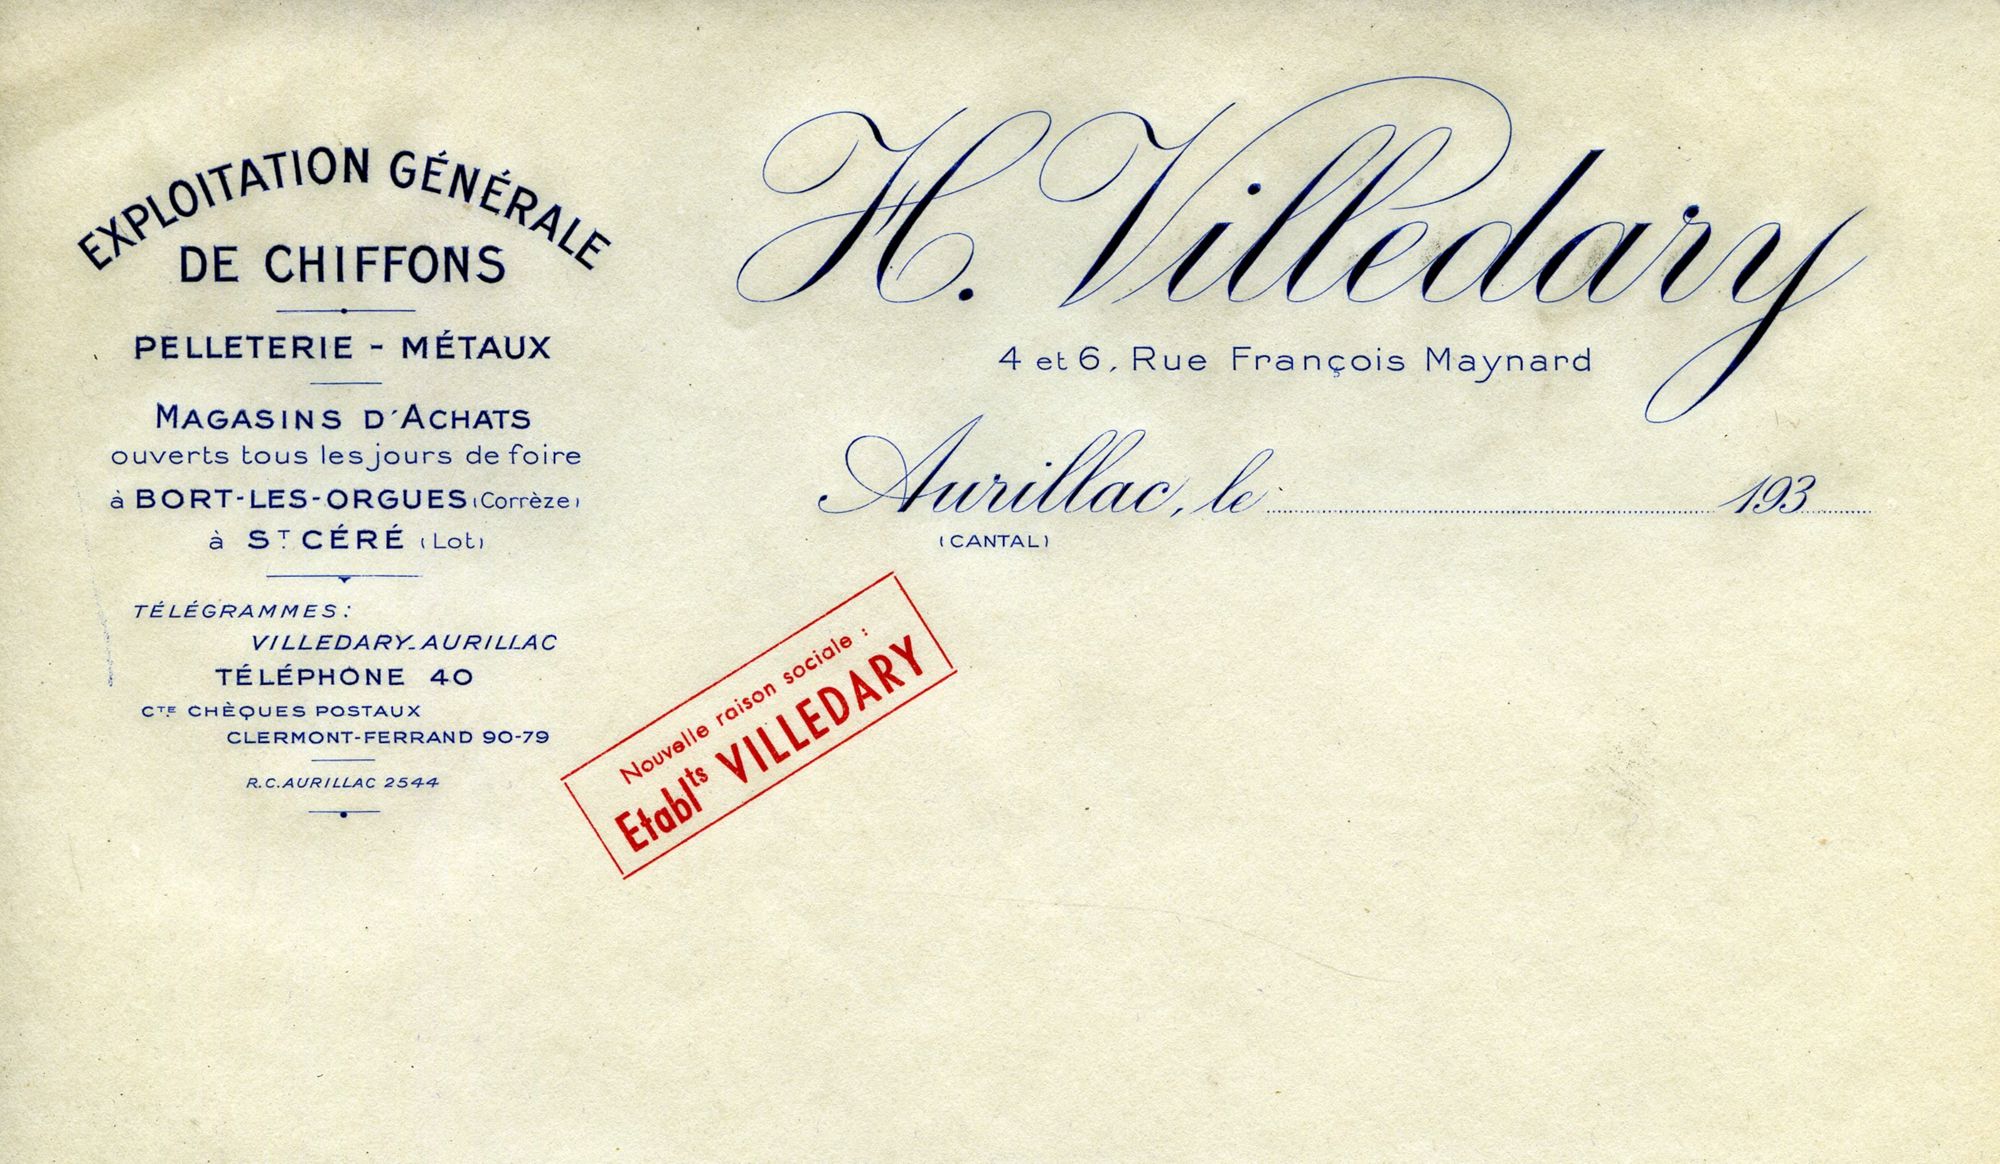 EXPLOITATION GÉNÉRALE
DE CHIFFONS
PELLETERIE - MÉTAUX
MAGASINS D'ACHATS
ouverts tous les jours de foire
à BORT-LES-ORGUES (Corrèze)
à ST CÉRÉ (Lot)
TÉLÉGRAMMES:
VILLEDARY-AURILLAC
TÉLÉPHONE 40
CTE CHÈQUES POSTAUX
CLERMONT-FERRAND 90-79
R.C. AURILLAC 2544
H. Villedary
4 et 6, Rue François Maynard
Aurillac, le 193
(CANTAL)
Nouvelle raison sociale :
Etablts VILLEDARY